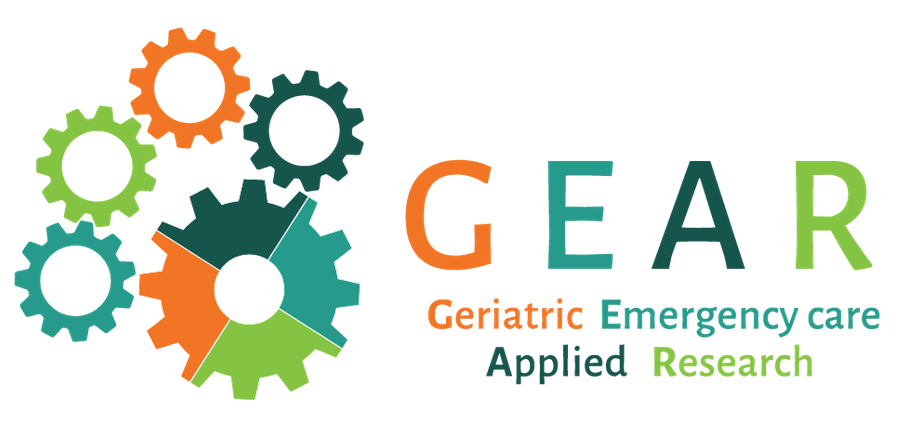 GEAR
Geriatric Emergency care
Applied Research